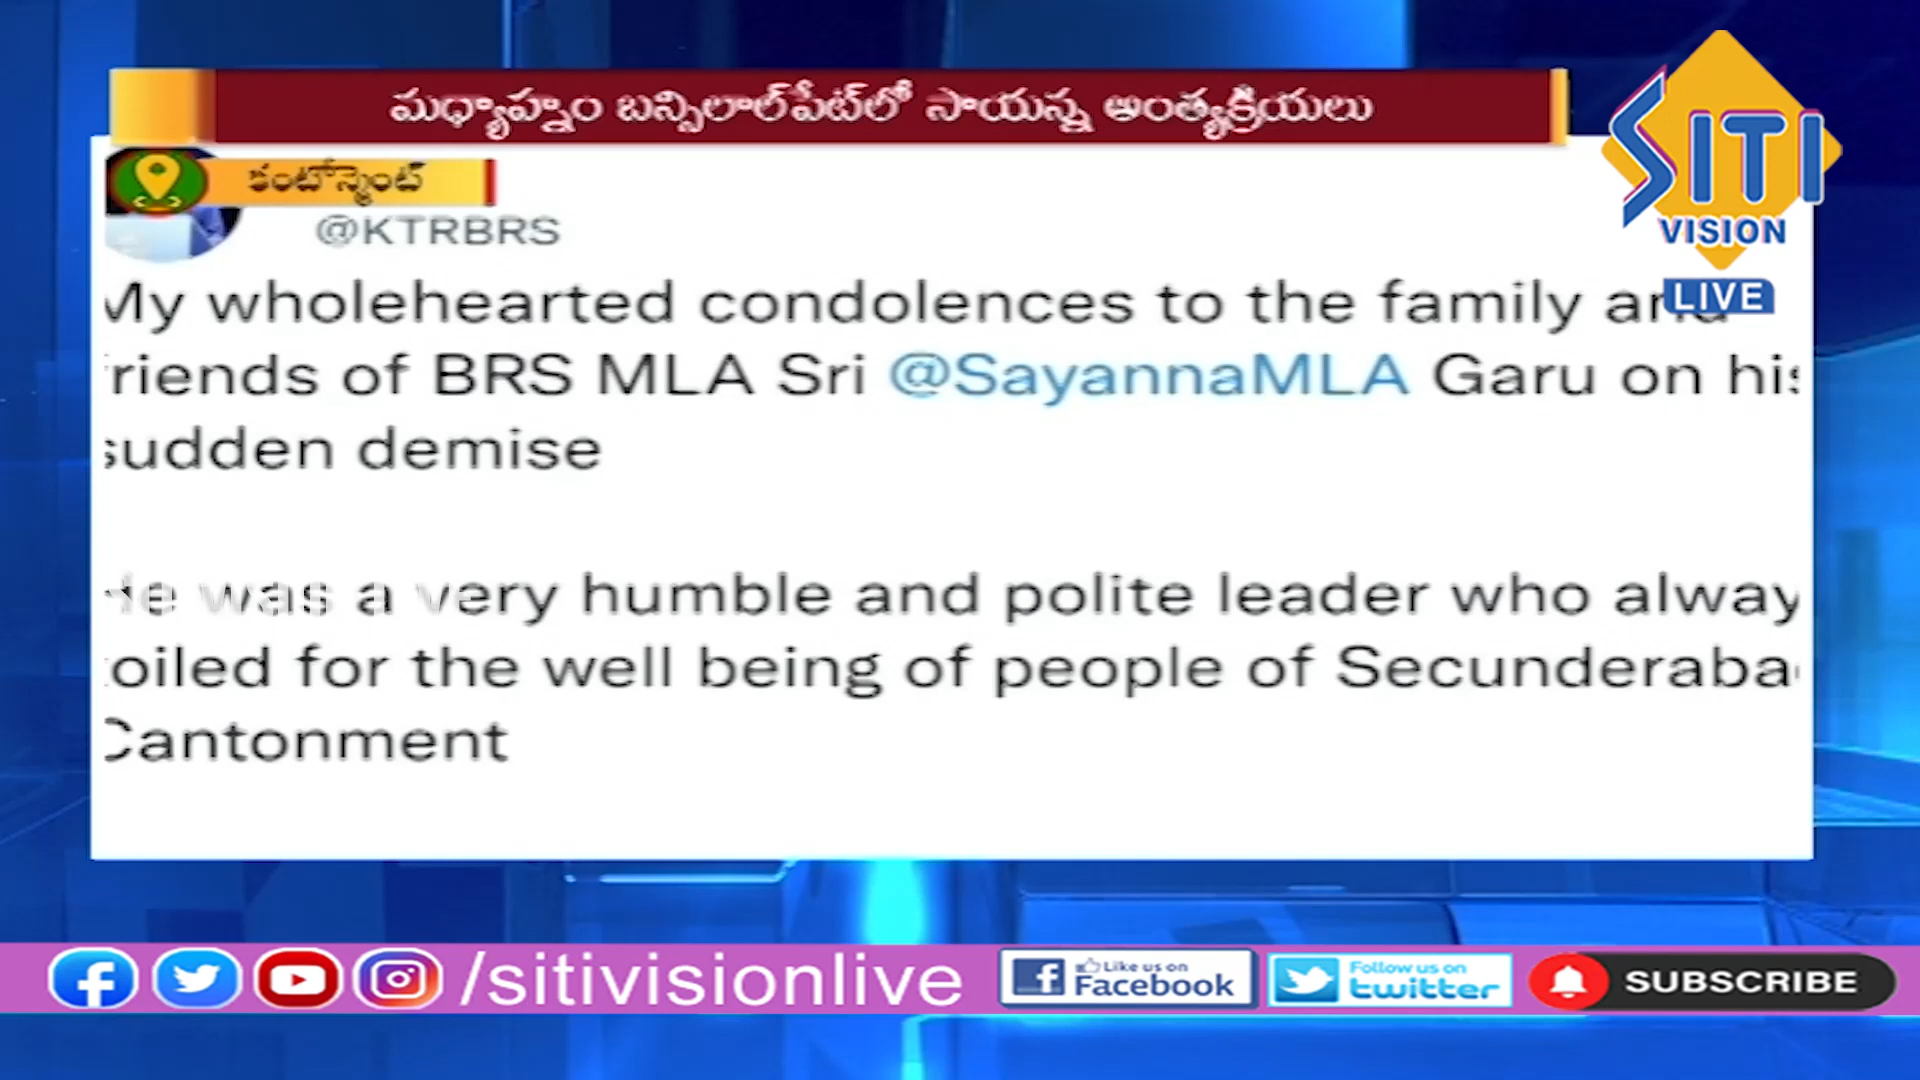 మధ్యాహ్నం బన్సిలాల్‌పేట్‌లో సాయన్న అంత్యక్రియలు
SITI
VISION
LIVE
కంటోన్మెంట్
@KTRBRS
My wholehearted condolences to the family and
friends of BRS MLA Sri @SayannaMLA Garu on his
sudden demise
He was a very humble and polite leader who alway
toiled for the well being of people of Secunderabad
Cantonment
/sitivisionlive
Like us on
Facebook
Follow us on
twitter
SUBSCRIBE